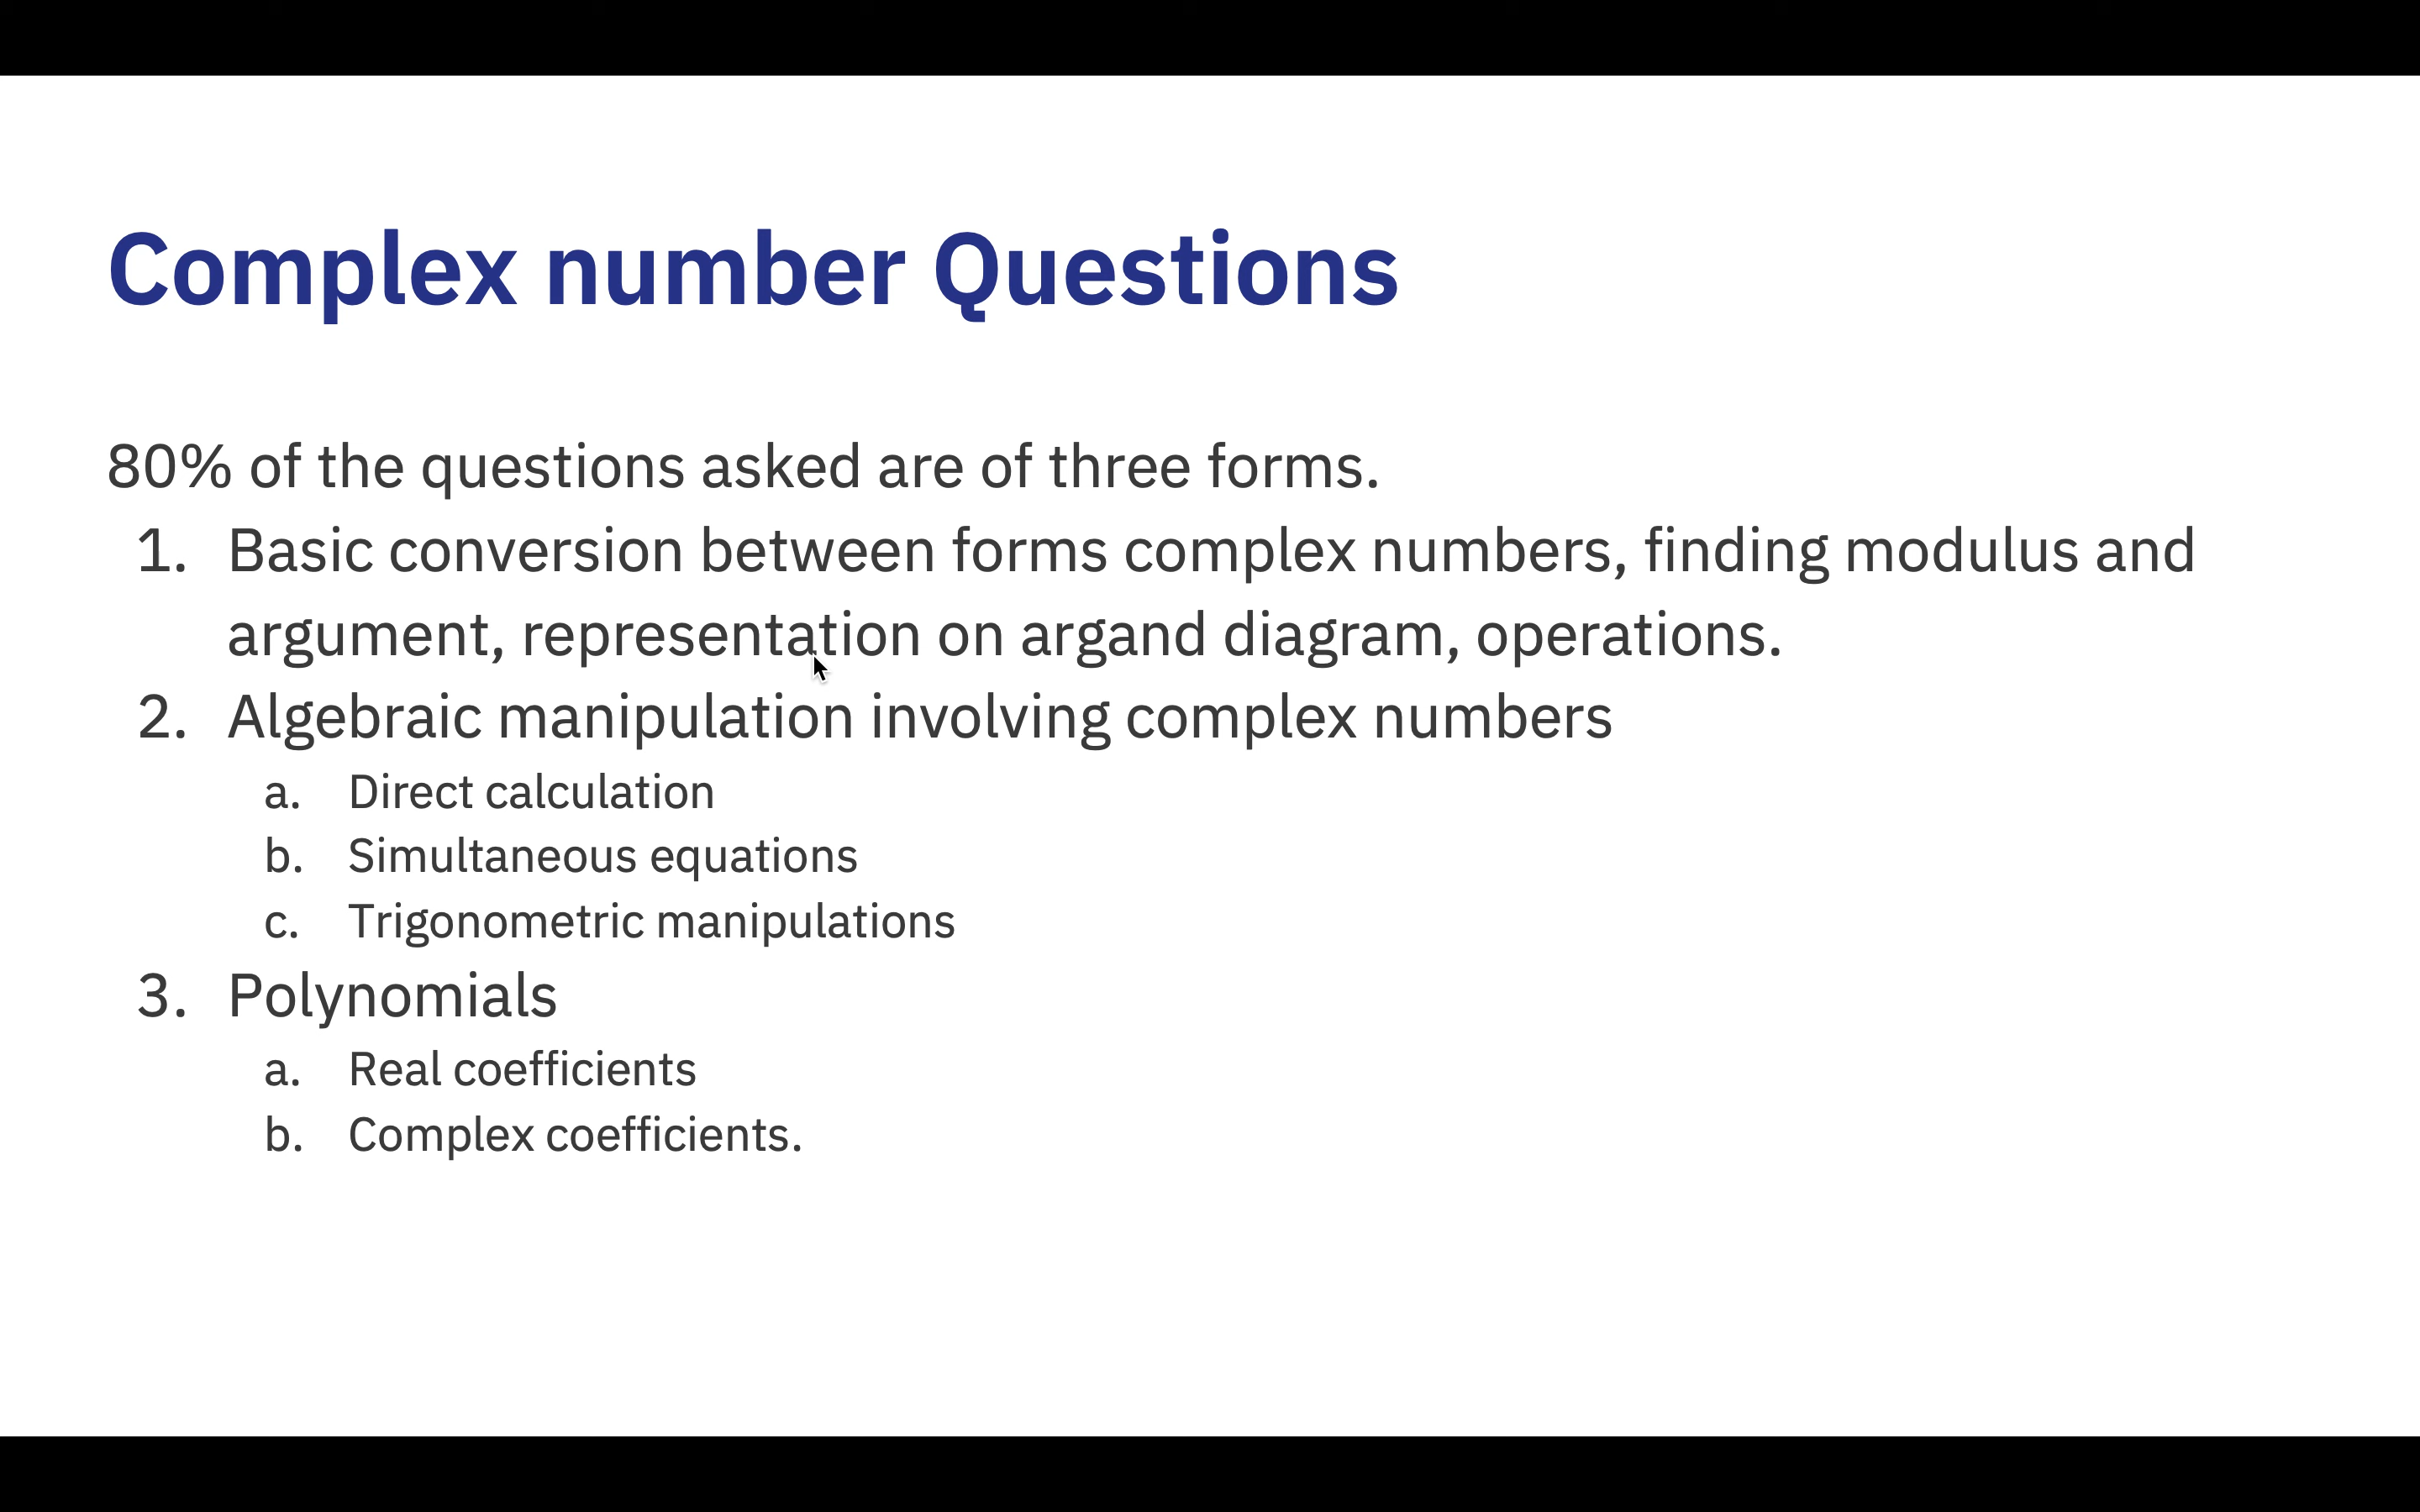 Complex number Questions
80% of the questions asked are of three forms.
1. Basic conversion between forms complex numbers, finding modulus and
argument, representation on argand diagram, operations.
2. Algebraic manipulation involving complex numbers
a. Direct calculation
b. Simultaneous equations
c. Trigonometric manipulations
3. Polynomials
a. Real coefficients
b. Complex coefficients.